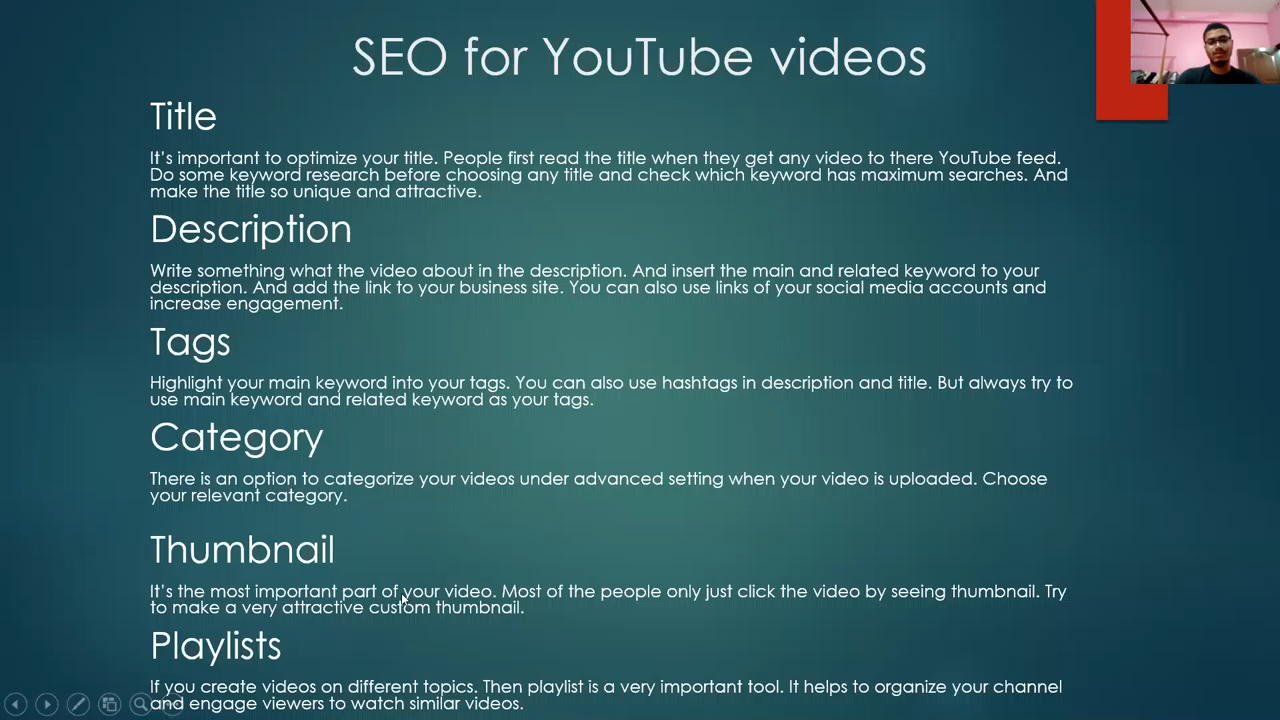 SEO for YouTube videos
Title
It's important to optimize your title. People first read the title when they get any video to there YouTube feed.
Do some keyword research before choosing any title and check which keyword has maximum searches. And
make the title so unique and attractive.
Description
Write something what the video about in the description. And insert the main and related keyword to your
description. And add the link to your business site. You can also use links of your social media accounts and
increase engagement.
Tags
Highlight your main keyword into your tags. You can also use hashtags in description and title. But always try to
use main keyword and related keyword as your tags.
Category
There is an option to categorize your videos under advanced setting when your video is uploaded. Choose
your relevant category.
Thumbnail
It's the most important part of your video. Most of the people only just click the video by seeing thumbnail. Try
to make a very attractive custom thumbnail.
Playlists
If you create videos on different topics. Then playlist is a very important tool. It helps to organize your channel
and engage viewers to watch similar videos.